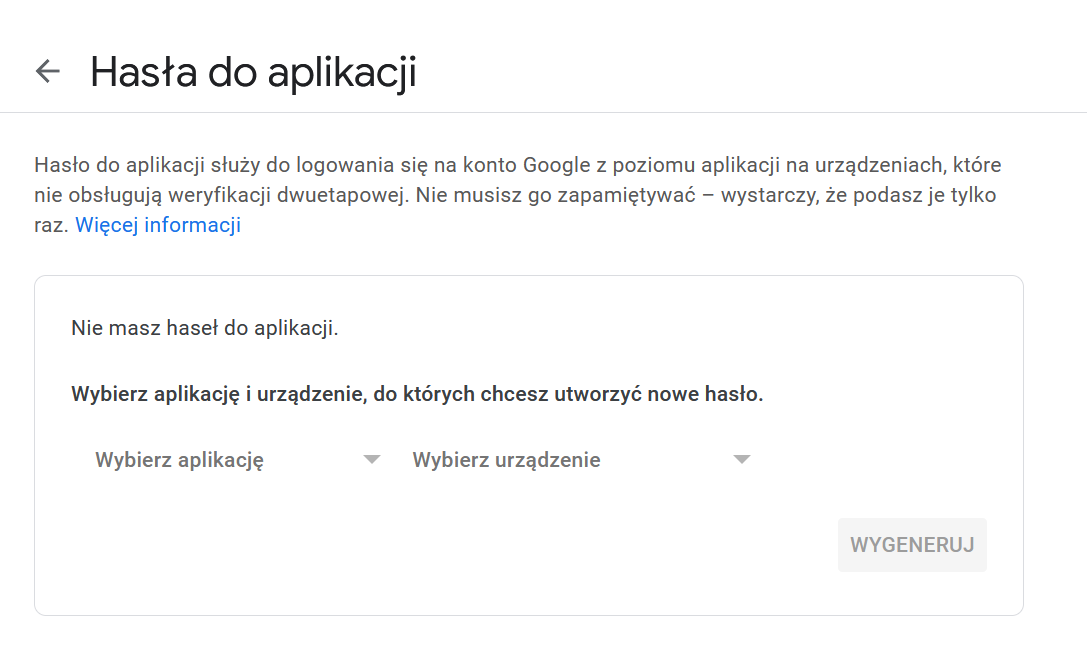 Hasła do aplikacji
Hasło do aplikacji służy do logowania się na konto Google z poziomu aplikacji na urządzeniach, które
nie obsługują weryfikacji dwuetapowej. Nie musisz go zapamiętywać – wystarczy, że podasz je tylko
raz. Więcej informacji
Nie masz haseł do aplikacji.
Wybierz aplikację i urządzenie, do których chcesz utworzyć nowe hasło.
Wybierz aplikację Wybierz urządzenie
WYGENERUJ